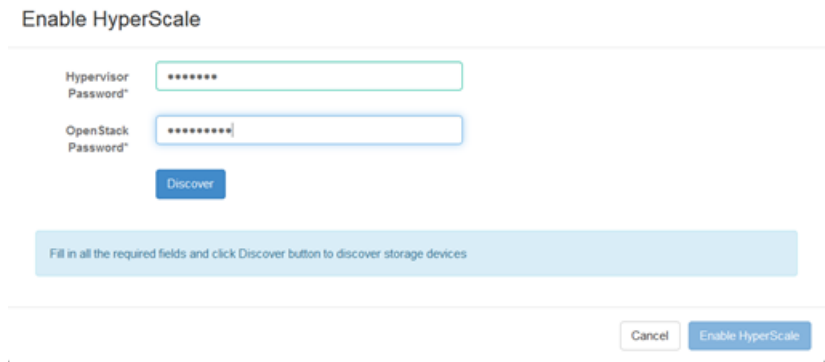 Enable HyperScale
Hypervisor
Password*
•••••••
OpenStack
Password*
•••••••••
Discover
Fill in all the required fields and click Discover button to discover storage devices
Cancel
Enable HyperScale